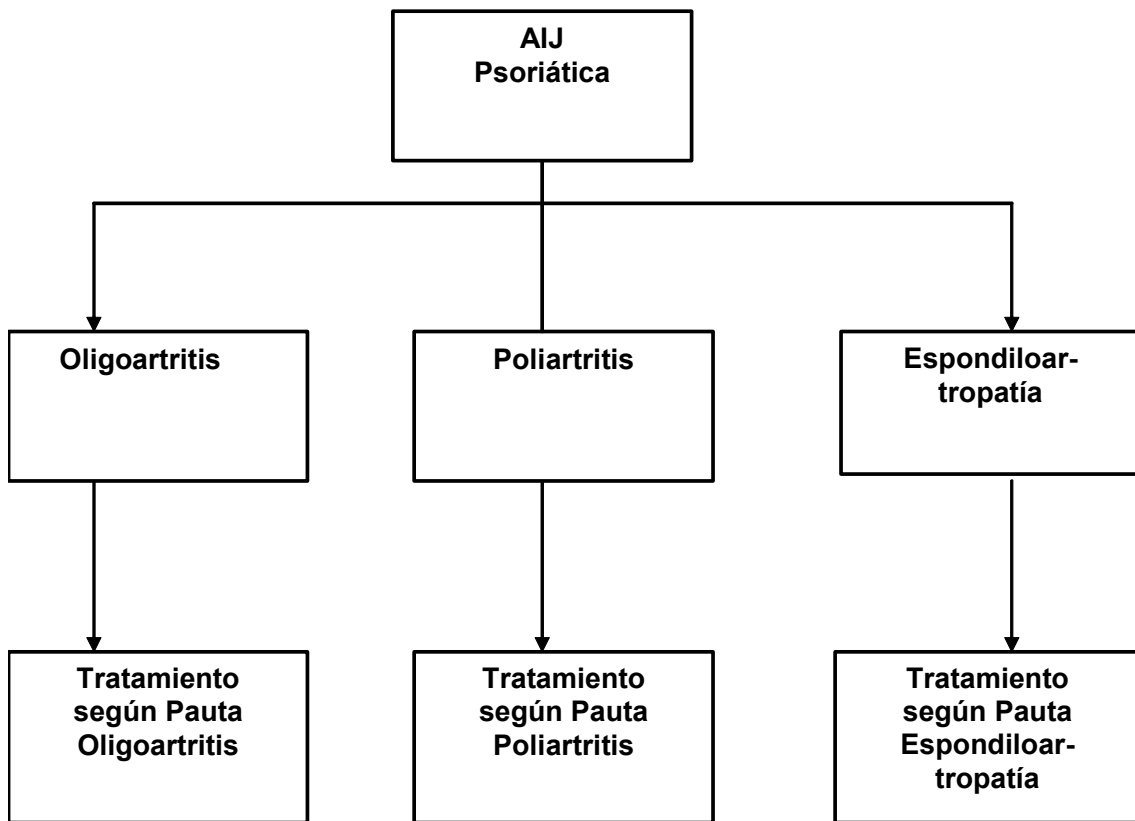 AIJ
Psoriática
Oligoartritis
Poliartritis
Espondiloar-
tropatía
Tratamiento
según Pauta
Oligoartritis
Tratamiento
según Pauta
Poliartritis
Tratamiento
según Pauta
Espondiloar-
tropatía